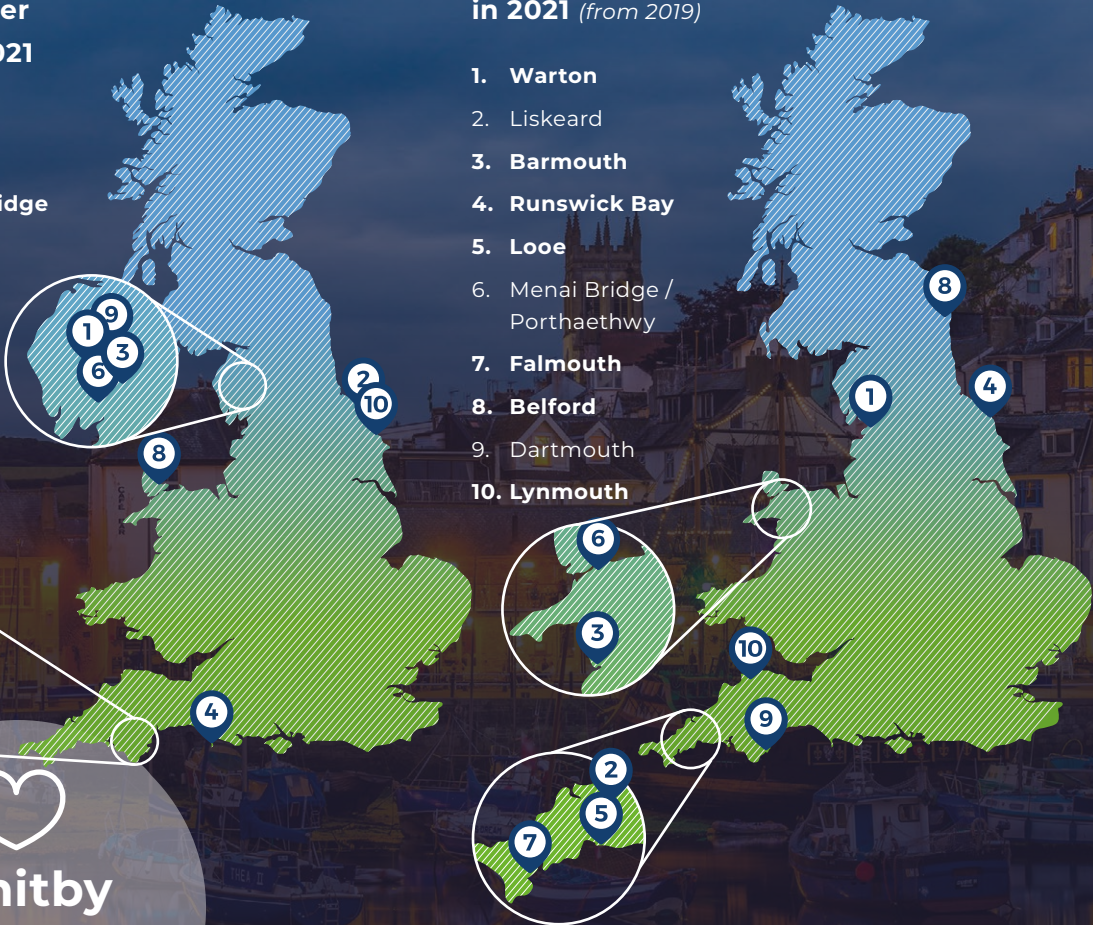 er
021
idge
9
1
3
6
2
10
8
4
hitby
in 2021 (from 2019)
1. Warton
2. Liskeard
3. Barmouth
4. Runswick Bay
5. Looe
6. Menai Bridge /
Porthaethwy
7. Falmouth
8. Belford
9. Dartmouth
10. Lynmouth
8
1
4
6
3
10
9
2
5
7